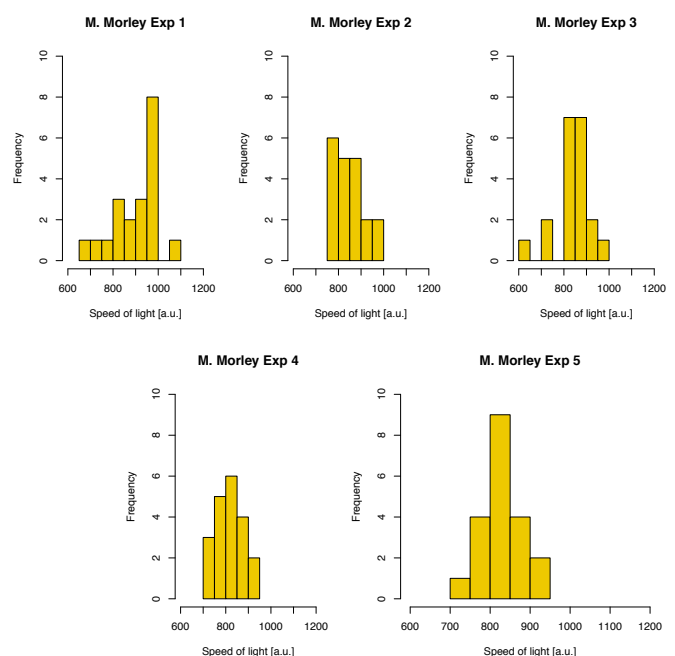 M. Morley Exp 1
Frequency
0 2 4 6 8 10
600 800 1000 1200
Speed of light [a.u.]
M. Morley Exp 2
Frequency
0 2 4 6 8 10
600 800 1000 1200
Speed of light [a.u.]
M. Morley Exp 3
Frequency
0 2 4 6 8 10
600 800 1000 1200
Speed of light [a.u.]
M. Morley Exp 4
Frequency
0 2 4 6 8 10
600 800 1000 1200
Speed of light [a.u.]
M. Morley Exp 5
Frequency
0 2 4 6 8 10
600 700 800 900 1000 1100 1200
Speed of light [a.u.]